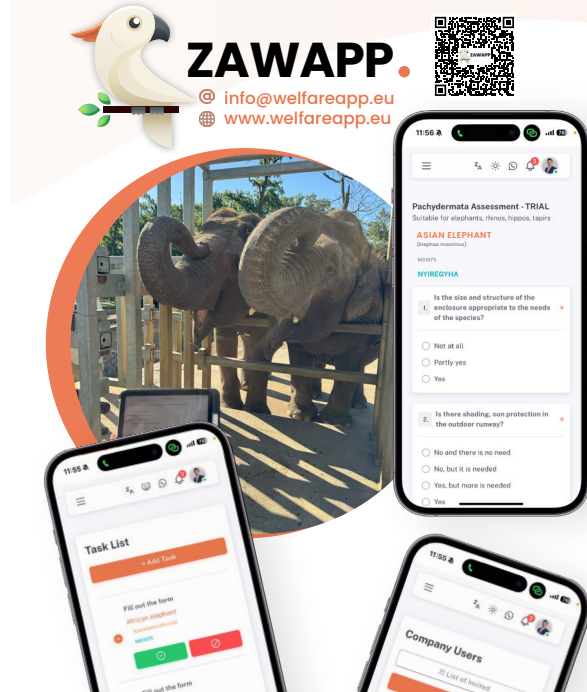 ZAWAPP.
ZAWAPP
info@welfareapp.eu
www.welfareapp.eu
11:56
Pachydermata Assessment - TRIAL
Suitable for elephants, rhinos, hippos, tapirs
ASIAN ELEPHANT
(Elephas maximus)
NYIREGYHA
1. Is the size and structure of the
enclosure appropriate to the needs
of the species?
Not at all
Partly yes
Yes
2. Is there shading, sun protection in
the outdoor runway?
No and there is no need
No, but it is needed
Yes, but more is needed
Yes
11:55
Task List
+ Add Task
Fill out the form
African elephant
Fill out the form
11:55
Company Users
List of Invited